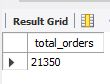 Result Grid
total_orders
21350